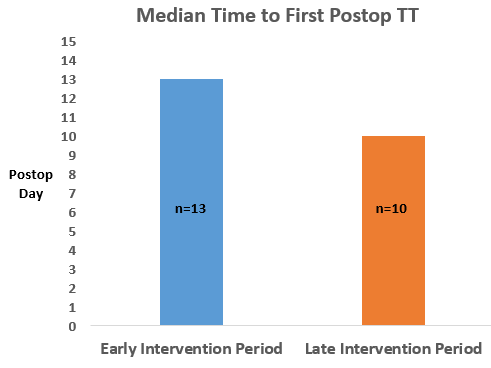 Median Time to First Postop TT
15
14
13
12
11
10
9
8
7
6
5
4
3
2
1
0
Postop
Day
n=13
n=10
Early Intervention Period
Late Intervention Period